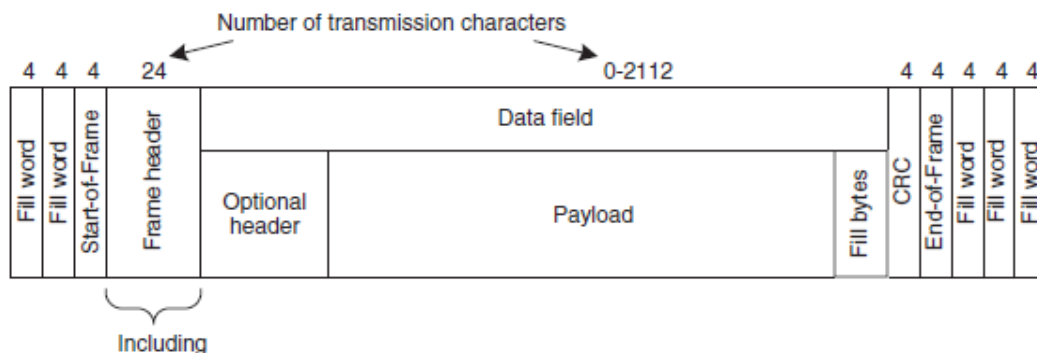 Number of transmission characters
4 4 4 24 0-2112 4 4 4 4 4
Fill word
Fill word
Start-of-Frame
Frame header
Data field
Optional
header
Payload
Fill bytes
CRC
End-of-Frame
Fill word
Fill word
Fill word
Including